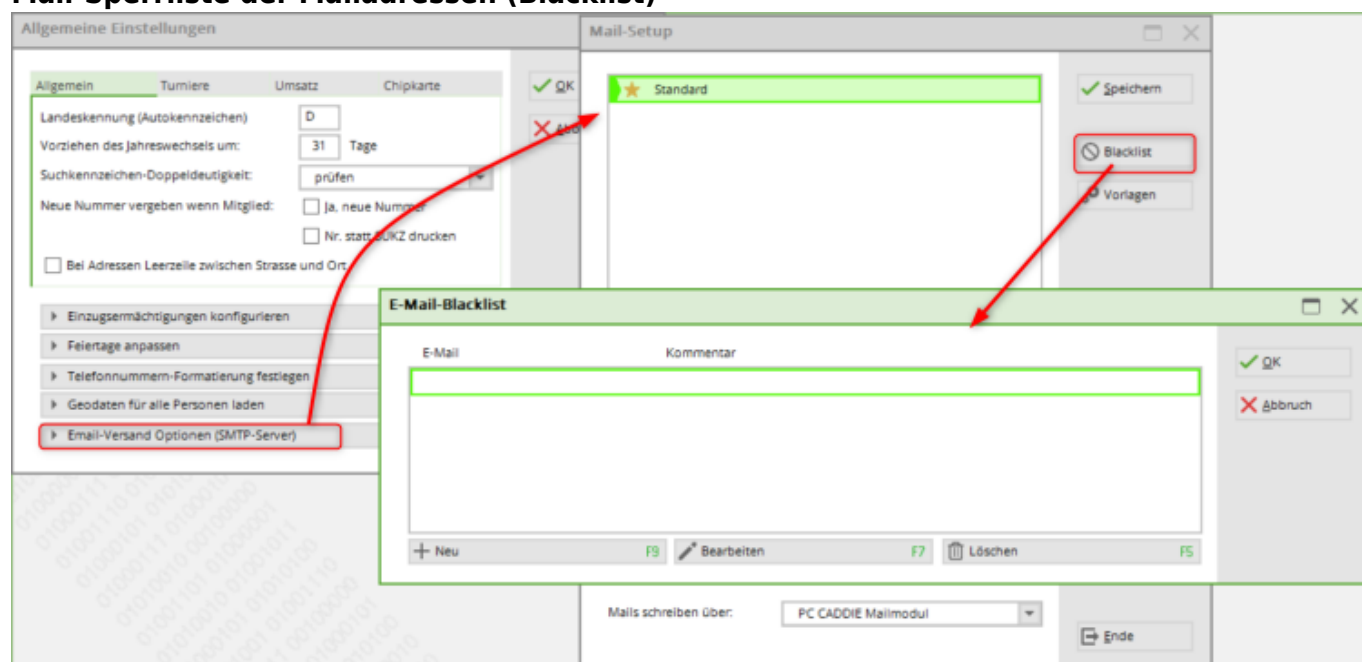 Mail-Sperrliste der Mailadressen (Blacklist)
Allgemeine Einstellungen
Allgemein Turniere Umsatz Chipkarte
Landeskennung (Autokennzeichen) D
Vorziehen des Jahreswechsels um: 31 Tage
Suchkennzeichen-Doppeldeutigkeit: prüfen
Neue Nummer vergeben wenn Mitglied: Ja, neue Nummer
Nr. statt SUKZ drucken
Bei Adressen Leerzeile zwischen Strasse und Ort
OK
Einzugsermächtigungen konfigurieren
Feiertage anpassen
Telefonnummern-Formatierung festlegen
Geodaten für alle Personen laden
Email-Versand Optionen (SMTP-Server)
Mail-Setup
Standard
Speichern
Blacklist
Vorlagen
E-Mail-Blacklist
E-Mail Kommentar
OK
Abbruch
Neu F9 Bearbeiten F7 Löschen F5
Mails schreiben über: PC CADDIE Mailmodul
Ende